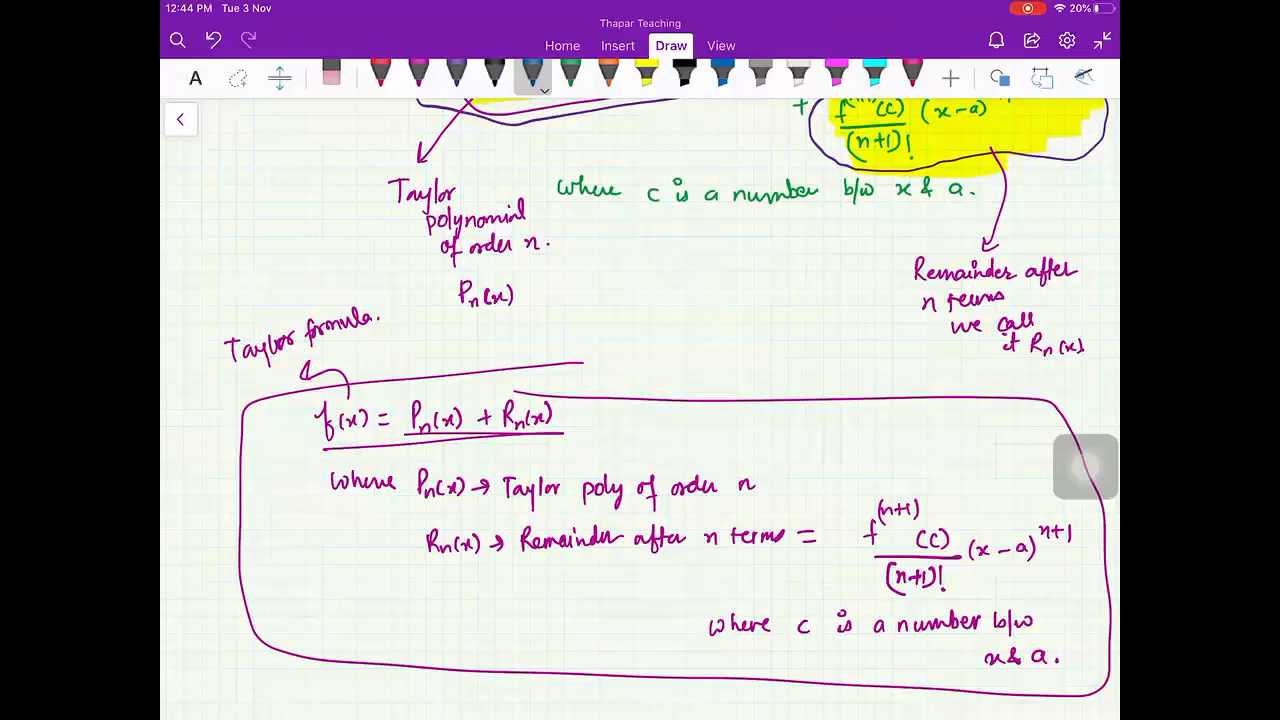 12:44 PM Tue 3 Nov
20%
Thapar Teaching
Home Insert Draw View
A
+ f^(n+1) (c) (x-a)^n+1
(n+1)!
where c is a number b/w x & a.
Taylor
polynomial
of order n.
Pn(x)
Remainder after
n terms
we call
it Rn(x)
Taylor formula.
f(x) = Pn(x) + Rn(x)
where Pn(x) → Taylor poly of order n
Rn(x) → Remainder after n terms = f^(n+1) (c) (x-a)^n+1
(n+1)!
where c is a number b/w
x & a.